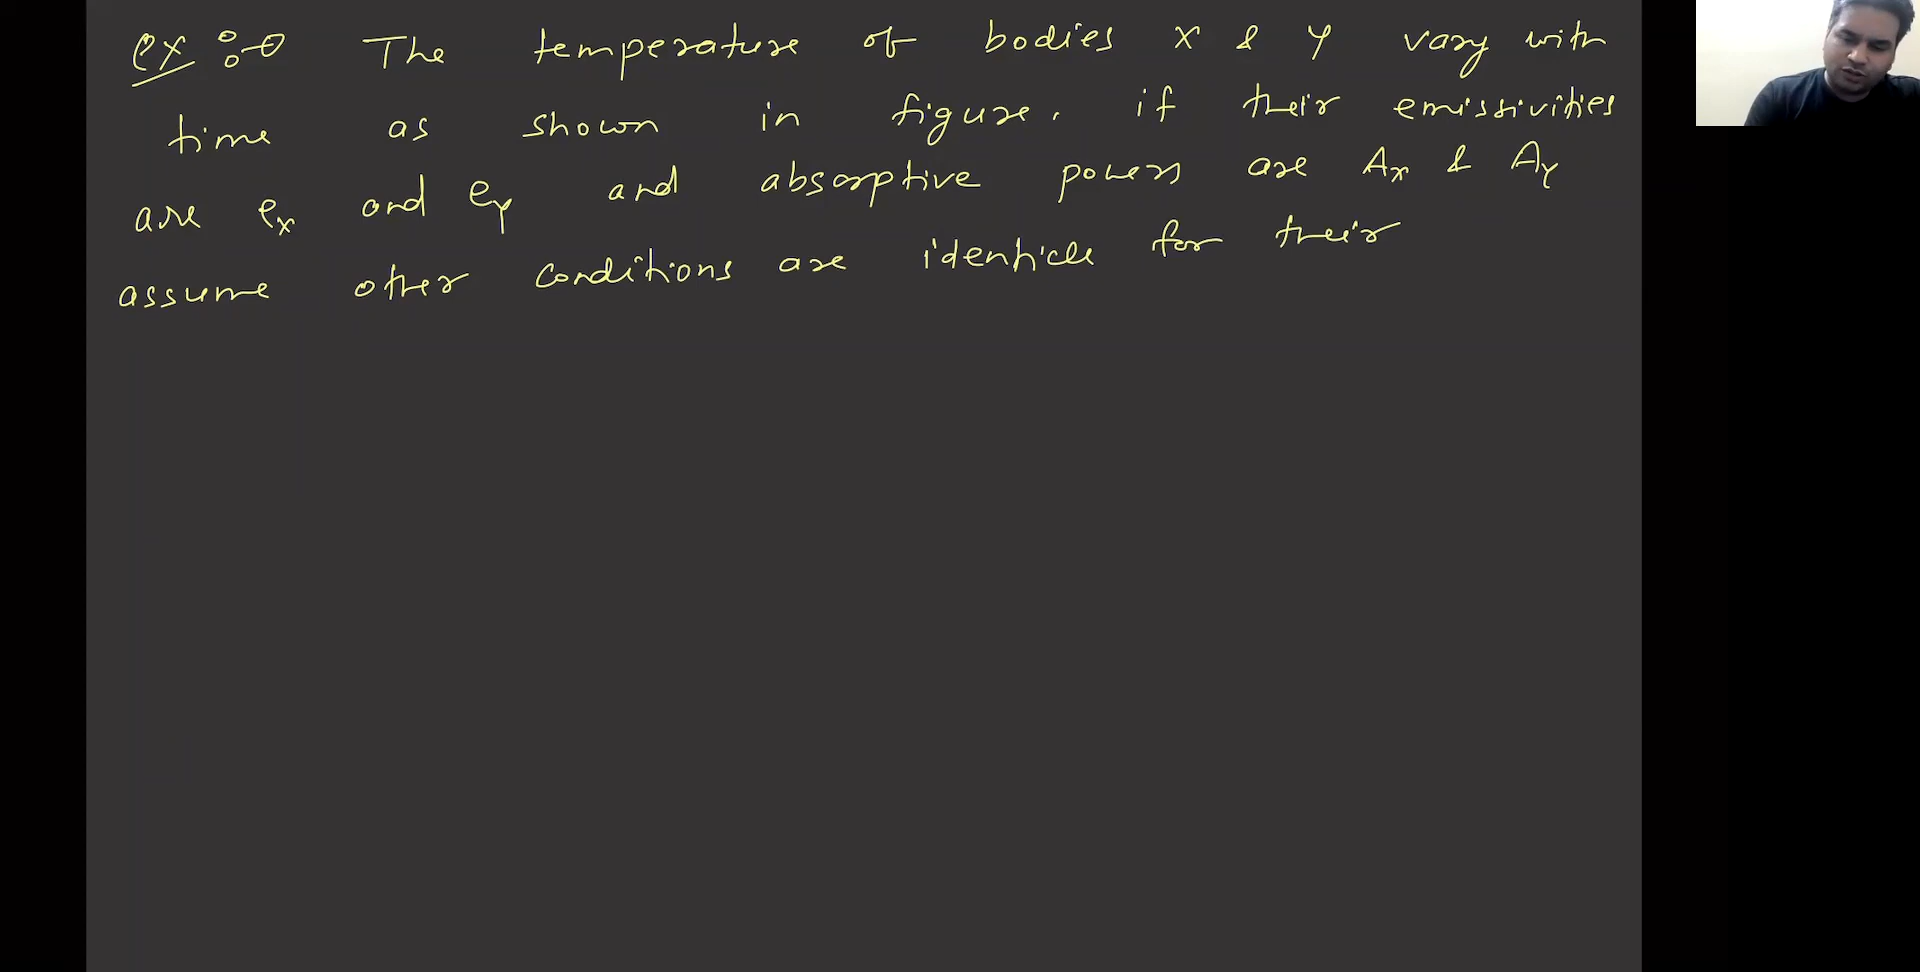 ex :- The temperature of bodies X & Y vary with
time as shown in figure. if their emissivities
are ex and ey and absorptive powers are Ax & Ay
assume other conditions are identicle for their